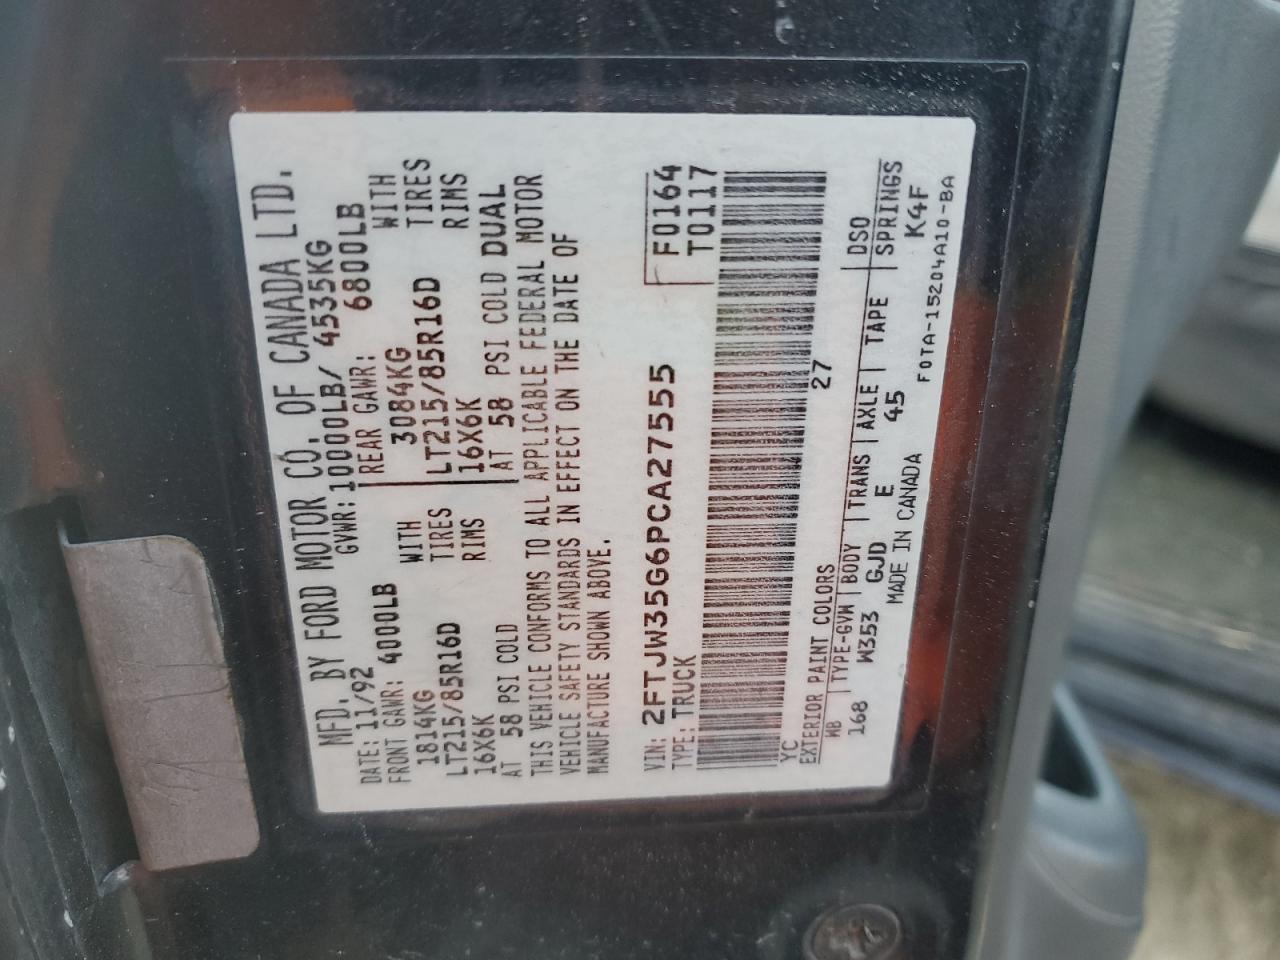 MFD. BY FORD MOTOR CO. OF CANADA LTD.
DATE: 11/92 GVWR: 10000LB/ 4535KG
FRONT GAWR: 4000LB REAR GAWR: 6800LB
1814KG WITH 3084KG WITH
LT215/85R16D TIRES LT215/85R16D TIRES
16X6K RIMS 16X6K RIMS
AT 58 PSI COLD AT 58 PSI COLD DUAL
THIS VEHICLE CONFORMS TO ALL APPLICABLE FEDERAL MOTOR
VEHICLE SAFETY STANDARDS IN EFFECT ON THE DATE OF
MANUFACTURE SHOWN ABOVE.
VIN: 2FTJW35G6PCA27555 F0164
TYPE: TRUCK T0117
YC 27
EXTERIOR PAINT COLORS DSO
WB TYPE-GVW BODY TRANS AXLE TAPE SPRINGS
168 W353 GJD E 45 K4F
MADE IN CANADA F0TA-15204A10-BA